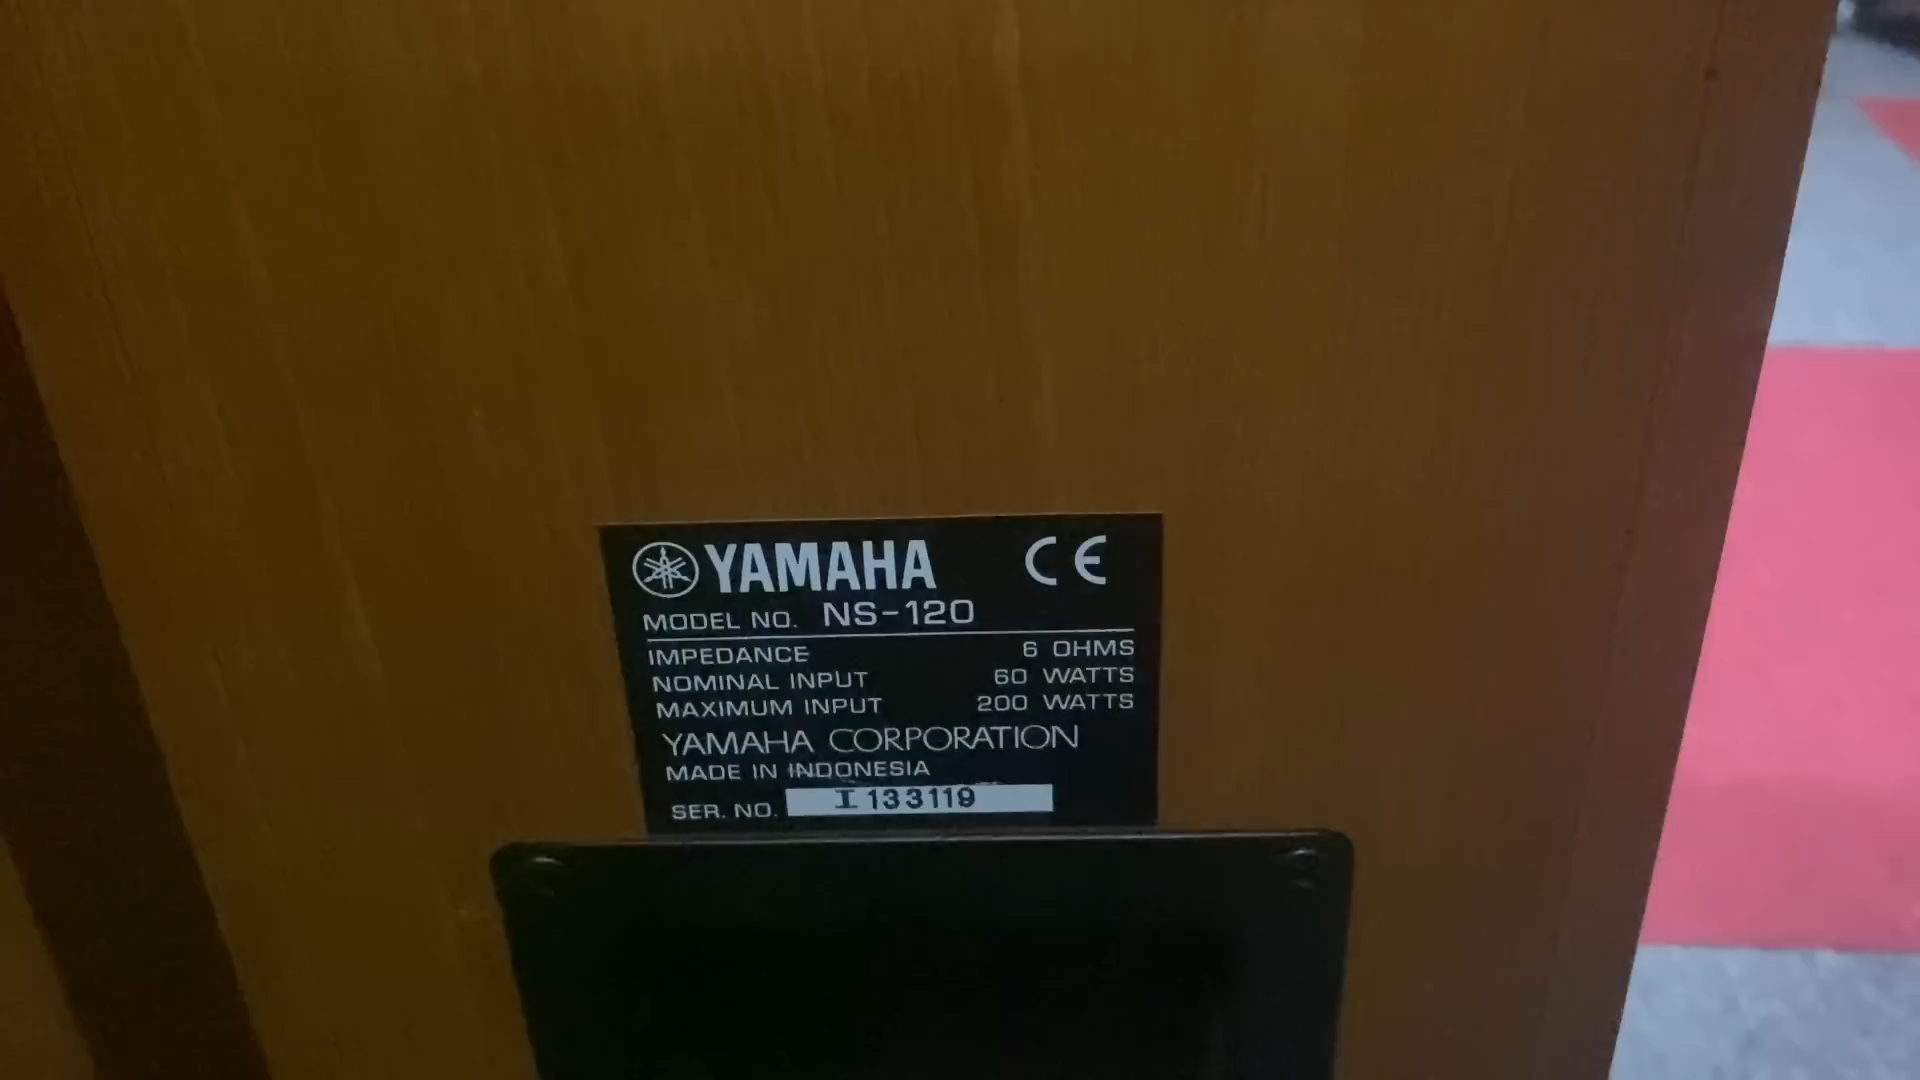 YAMAHA CE
MODEL NO. NS-120
IMPEDANCE 6 OHMS
NOMINAL INPUT 60 WATTS
MAXIMUM INPUT 200 WATTS
YAMAHA CORPORATION
MADE IN INDONESIA
SER. NO. I 133119